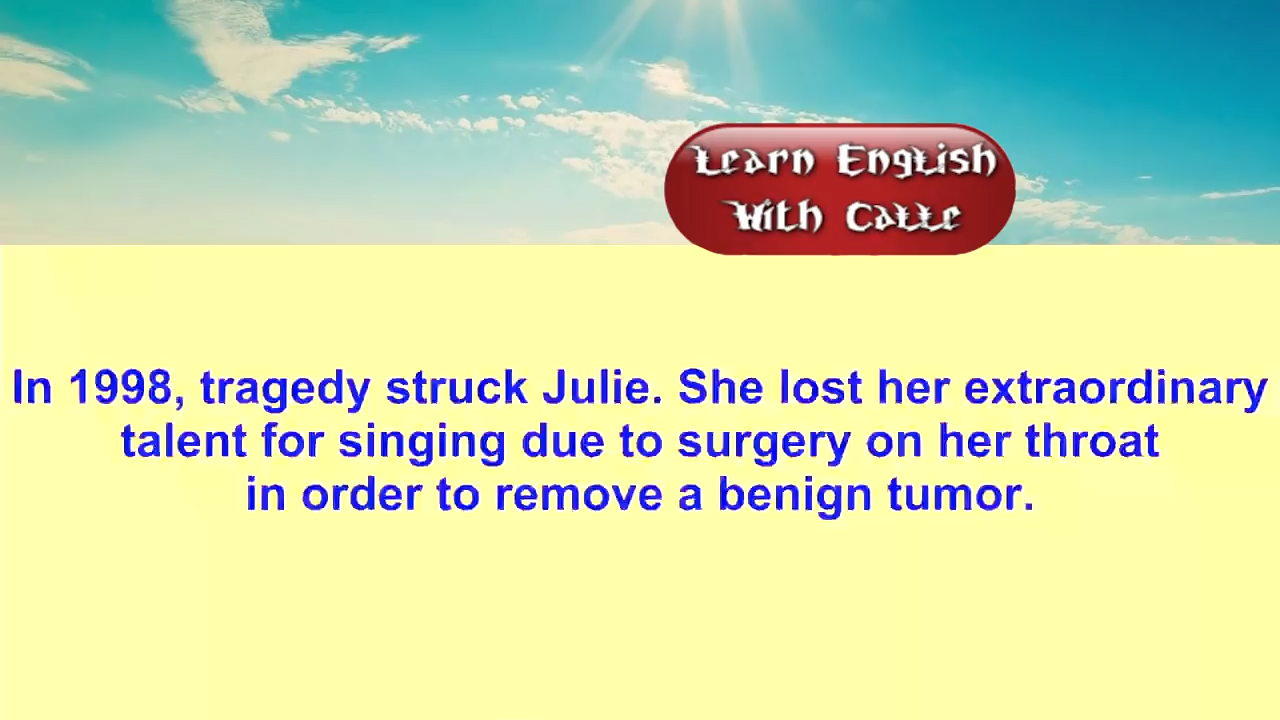 Learn English
With Calle
In 1998, tragedy struck Julie. She lost her extraordinary
talent for singing due to surgery on her throat
in order to remove a benign tumor.